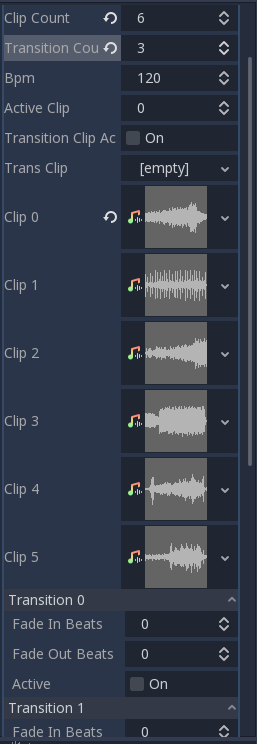 Clip Count 6
Transition Cou 3
Bpm 120
Active Clip 0
Transition Clip Ac On
Trans Clip [empty]
Clip 0
Clip 1
Clip 2
Clip 3
Clip 4
Clip 5
Transition 0
Fade In Beats 0
Fade Out Beats 0
Active On
Transition 1
Fade In Beats 0